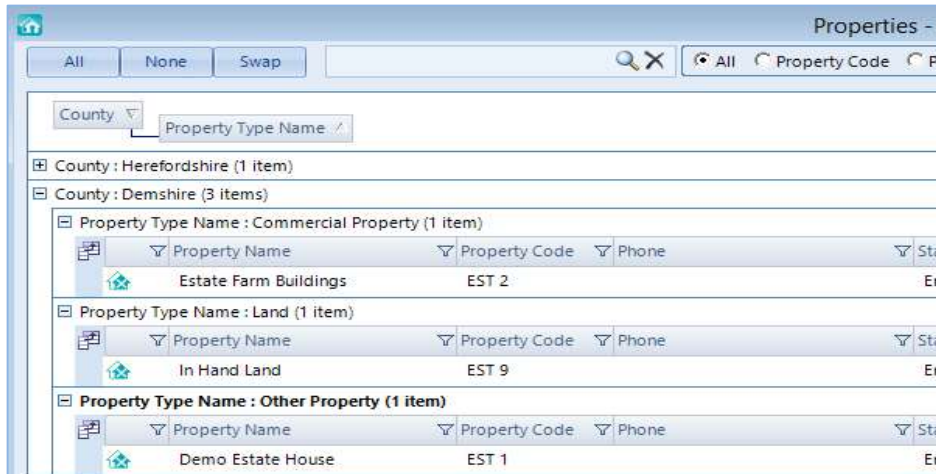 Properties -
All None Swap All Property Code
County
Property Type Name
County : Herefordshire (1 item)
County : Demshire (3 items)
Property Type Name : Commercial Property (1 item)
Property Name Property Code Phone
Estate Farm Buildings EST 2
Property Type Name : Land (1 item)
Property Name Property Code Phone
In Hand Land EST 9
Property Type Name : Other Property (1 item)
Property Name Property Code Phone
Demo Estate House EST 1